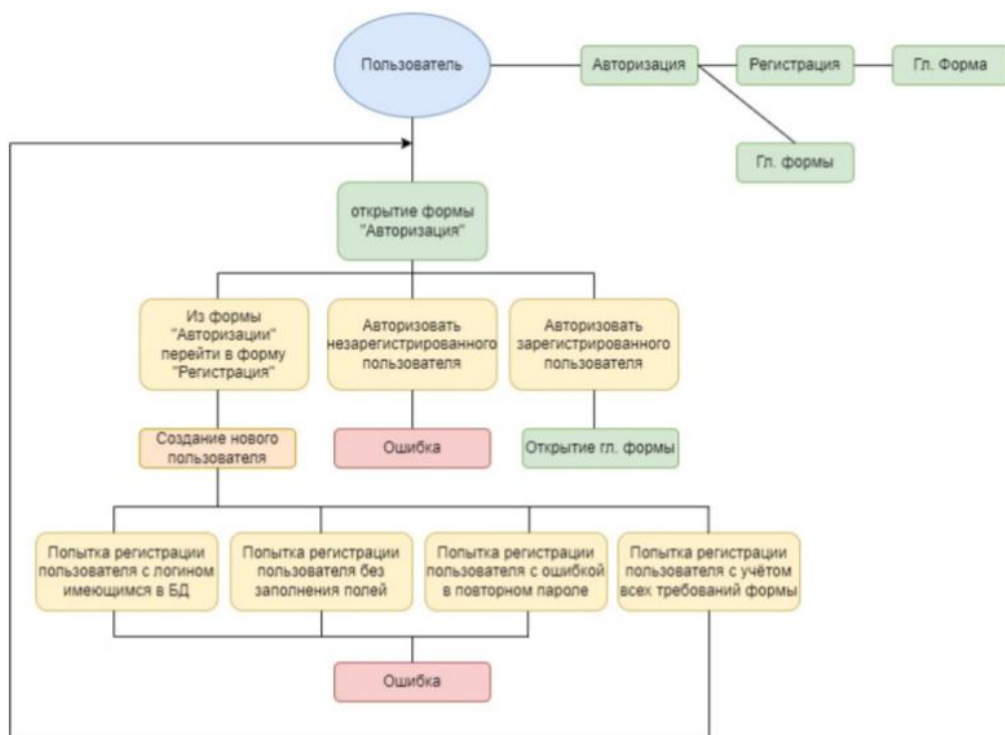 Пользователь
Авторизация
Регистрация
Гл. Форма
Гл. формы
открытие формы
"Авторизация"
Из формы
"Авторизации"
перейти в форму
"Регистрация"
Авторизовать
незарегистрированного
пользователя
Авторизовать
зарегистрированного
пользователя
Создание нового
пользователя
Ошибка
Открытие гл. формы
Попытка регистрации
пользователя с логином
имеющимся в БД
Попытка регистрации
пользователя без
заполнения полей
Попытка регистрации
пользователя с ошибкой
в повторном пароле
Попытка регистрации
пользователя с учётом
всех требований формы
Ошибка